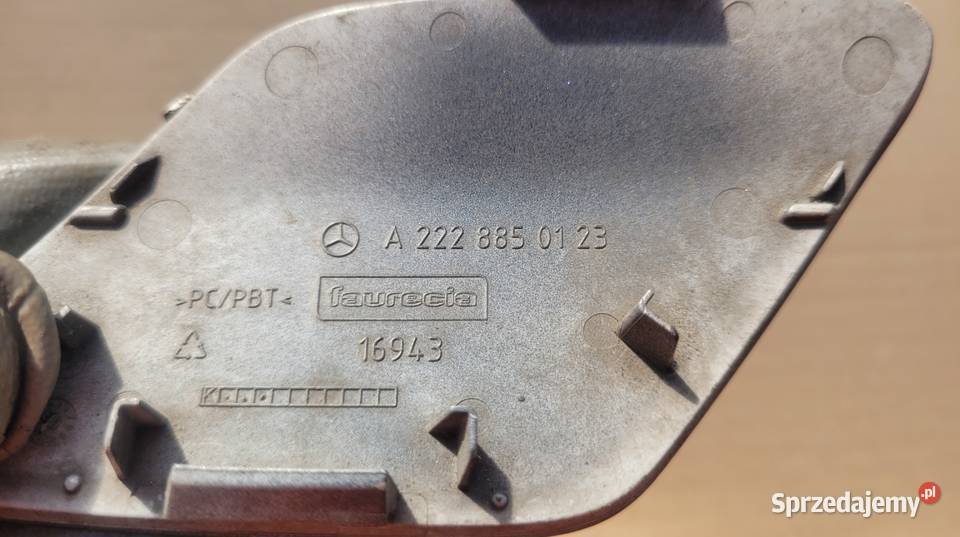 A 222 885 01 23
>PC/PBT<
faurecia
16943
Sprzedajemy.pl